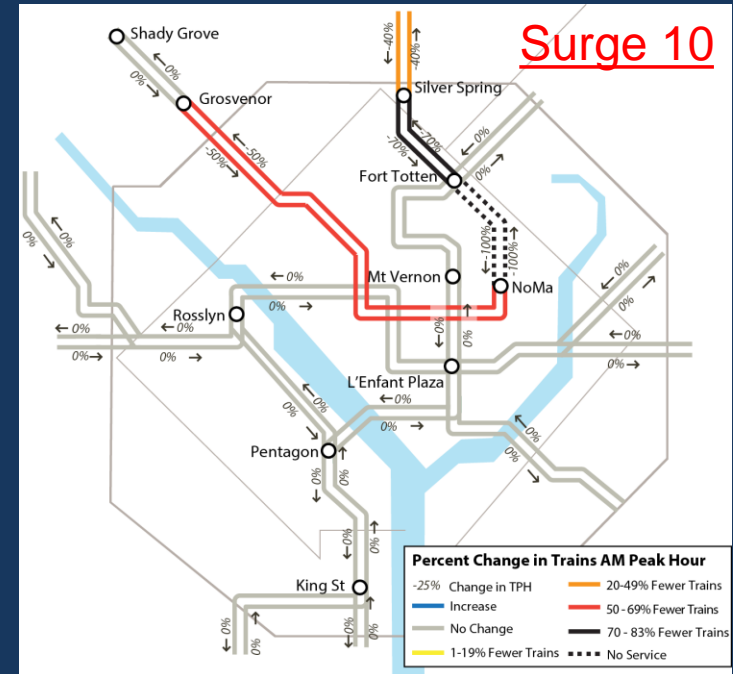 Surge 10
Shady Grove
←0%
0%→
Grosvenor
←-50%
-50%→
←-40%
-40%→
Silver Spring
←-70%
-70%→
Fort Totten
←0%
0%→
←-100%
-100%→
Mt Vernon
NoMa
←0%
0%→
←0%
0%→
Rosslyn
←0%
0%→
←0%
0%→
←0%
0%→
←0%
0%→
←0%
0%→
L'Enfant Plaza
←0%
0%→
←0%
0%→
←0%
0%→
Pentagon
←0%
0%→
←0%
0%→
King St
←0%
0%→
←0%
0%→
Percent Change in Trains AM Peak Hour
-25% Change in TPH
Increase
No Change
1-19% Fewer Trains
20-49% Fewer Trains
50 - 69% Fewer Trains
70 - 83% Fewer Trains
No Service